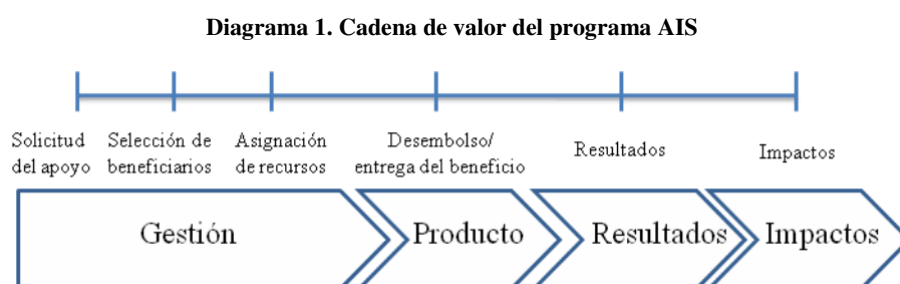 Diagrama 1. Cadena de valor del programa AIS
Solicitud
del apoyo
Selección de
beneficiarios
Asignación
de recursos
Desembolso/
entrega del beneficio
Resultados
Impactos
Gestión
Producto
Resultados
Impactos